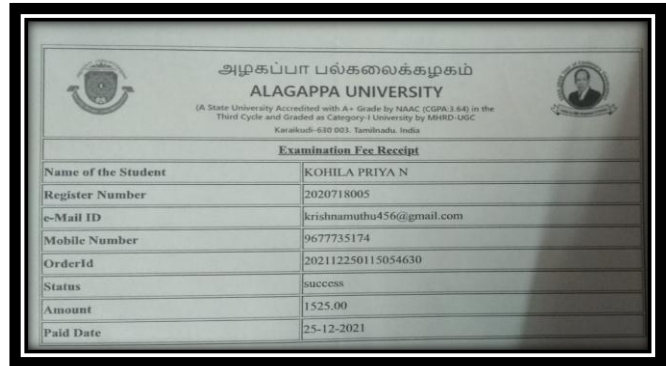 அழகப்பா பல்கலைக்கழகம்
ALAGAPPA UNIVERSITY
(A State University Accredited with A+ Grade by NAAC (CGPA:3.64) in the
Third Cycle and Graded as Category-I University by MHRD-UGC
Karaikudi-630 003. Tamilnadu. India
Examination Fee Receipt
Name of the Student KOHILA PRIYA N
Register Number 2020718005
e-Mail ID krishnamuthu456@gmail.com
Mobile Number 9677735174
OrderId 202112250115054630
Status success
Amount 1525.00
Paid Date 25-12-2021